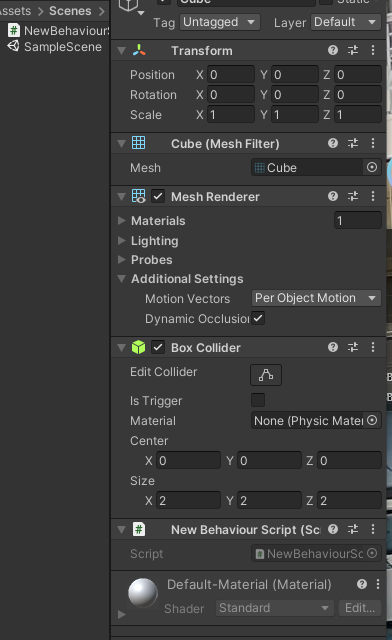 Assets > Scenes >
NewBehaviourS
SampleScene
Cube
Static
Tag Untagged Layer Default
Transform
Position X 0 Y 0 Z 0
Rotation X 0 Y 0 Z 0
Scale X 1 Y 1 Z 1
Cube (Mesh Filter)
Mesh Cube
Mesh Renderer
Materials 1
Lighting
Probes
Additional Settings
Motion Vectors Per Object Motion
Dynamic Occlusion
Box Collider
Edit Collider
Is Trigger
Material None (Physic Mater
Center
X 0 Y 0 Z 0
Size
X 2 Y 2 Z 2
New Behaviour Script (Sc
Script NewBehaviourSc
Default-Material (Material)
Shader Standard Edit...